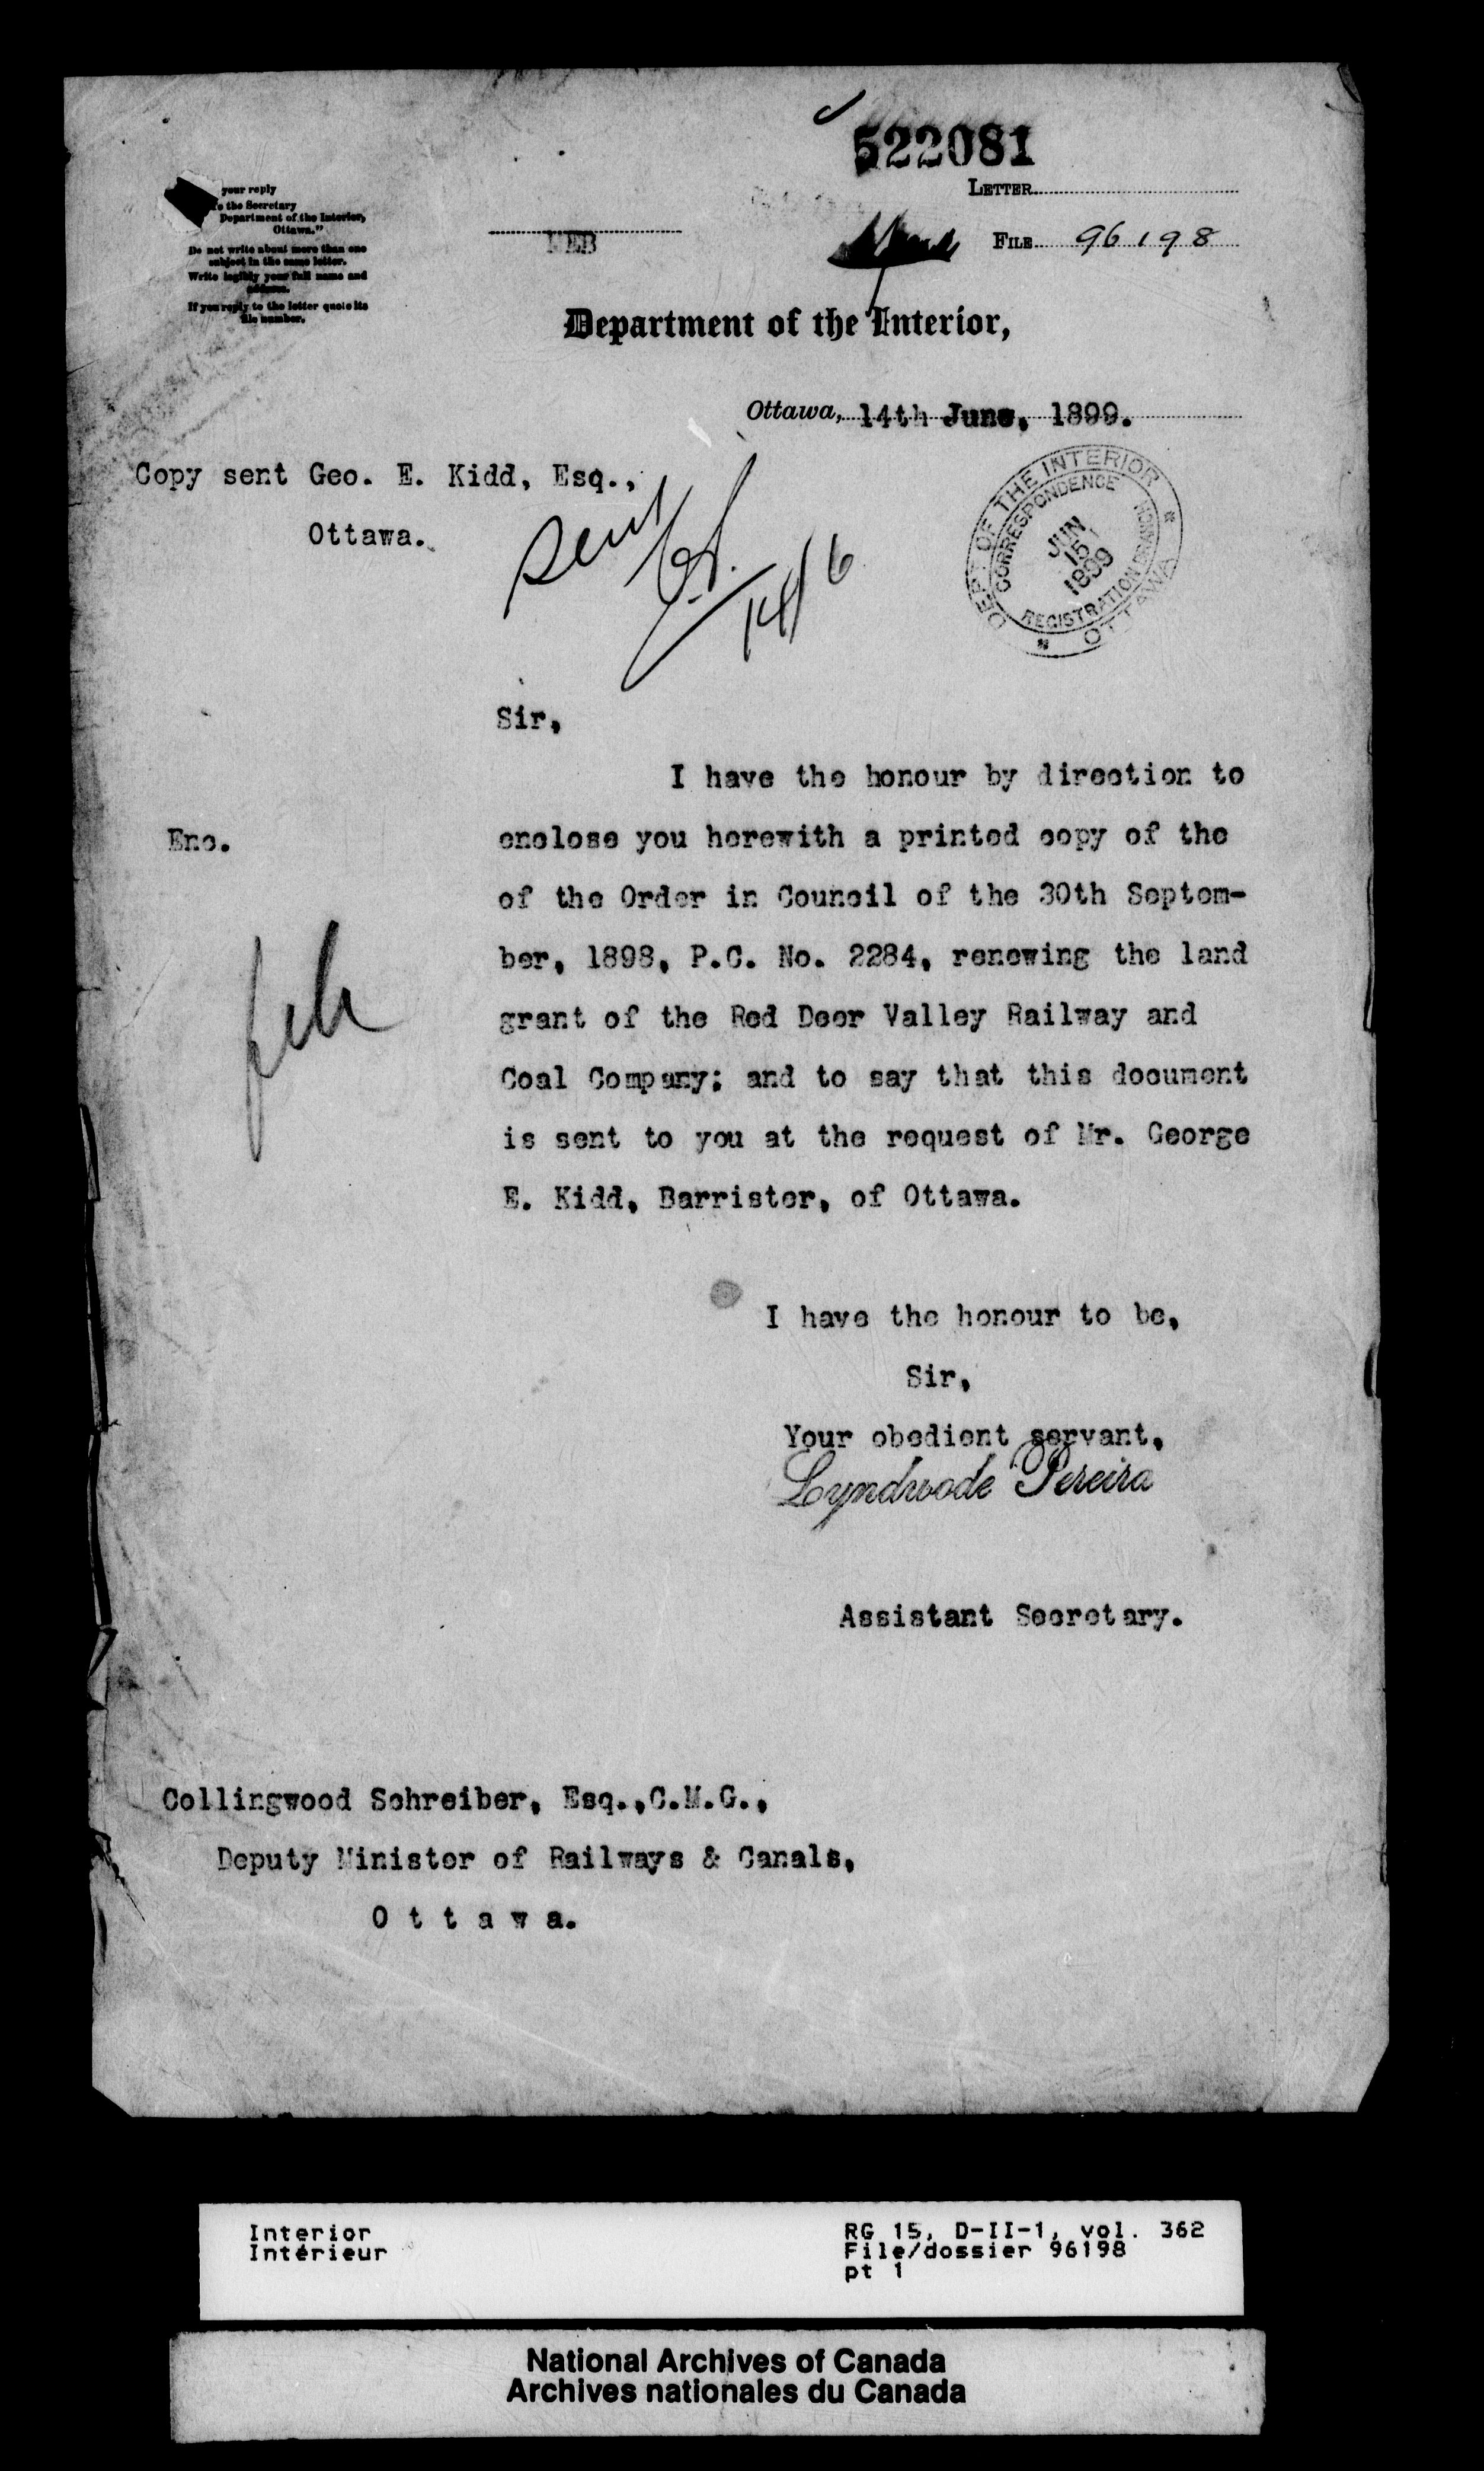 522081
LETTER
your reply
the Secretary
Department of the Interior,
Ottawa."
Do not write about more than one
subject in the same letter.
Write legibly your full name and
address.
If you reply to the letter quote its
file number.
FILE 96198
Department of the Interior,
Ottawa, 14th June, 1899.
Copy sent Geo. E. Kidd, Esq.,
Ottawa.
sent
14/6
DEPT OF THE INTERIOR * OTTAWA *
CORRESPONDENCE REGISTRATION BRANCH
JUN
15
1899
Sir,
I have the honour by direction to
Enc.
enclose you herewith a printed copy of the
of the Order in Council of the 30th Septem-
ber, 1898, P.C. No. 2284, renewing the land
grant of the Red Deer Valley Railway and
Coal Company; and to say that this document
is sent to you at the request of Mr. George
E. Kidd, Barrister, of Ottawa.
I have the honour to be,
Sir,
Your obedient servant,
Lyndwode Pereira
Assistant Secretary.
Collingwood Schreiber, Esq.,C.M.G.,
Deputy Minister of Railways & Canals,
O t t a w a.
Interior
Intérieur
RG 15, D-II-1, vol. 362
File/dossier 96198
pt 1
National Archives of Canada
Archives nationales du Canada